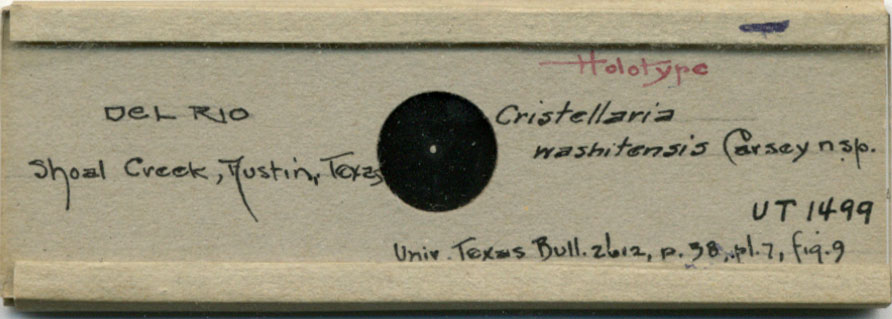 Holotype
DEL RIO
Shoal Creek, Austin, Texas
Cristellaria
washitensis Carsey n sp.
UT 1499
Univ. Texas Bull. 2612, p. 38, pl. 7, fig. 9